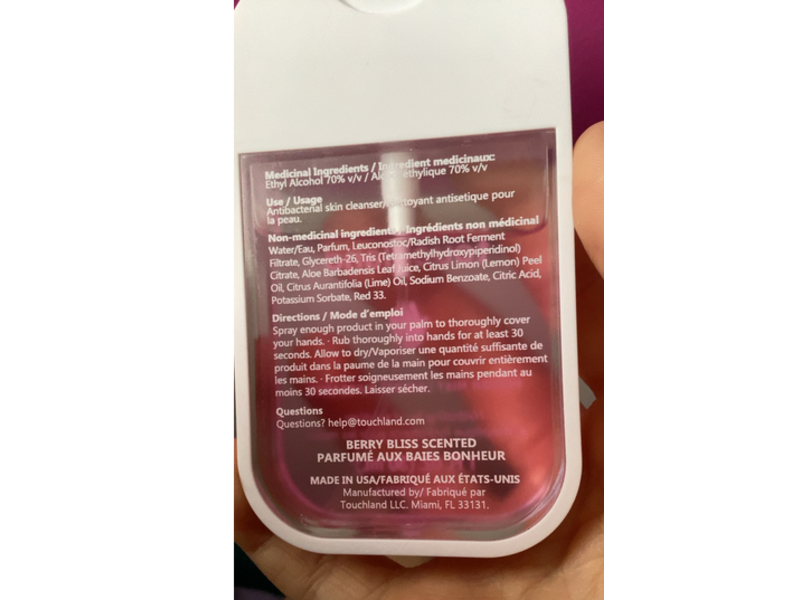 Medicinal Ingredients / Ingredient medicinaux:
Ethyl Alcohol 70% v/v / Alcool ethylique 70% v/v
Use / Usage
Antibacterial skin cleanser/Nettoyant antisetique pour
la peau.
Non-medicinal ingredients / Ingrédients non médicinal
Water/Eau, Parfum, Leuconostoc/Radish Root Ferment
Filtrate, Glycereth-26, Tris (Tetramethylhydroxypiperidinol)
Citrate, Aloe Barbadensis Leaf Juice, Citrus Limon (Lemon) Peel
Oil, Citrus Aurantifolia (Lime) Oil, Sodium Benzoate, Citric Acid,
Potassium Sorbate, Red 33.
Directions / Mode d'emploi
Spray enough product in your palm to thoroughly cover
your hands. · Rub thoroughly into hands for at least 30
seconds. Allow to dry/Vaporiser une quantité suffisante de
produit dans la paume de la main pour couvrir entièrement
les mains. · Frotter soigneusement les mains pendant au
moins 30 secondes. Laisser sécher.
Questions
Questions? help@touchland.com
BERRY BLISS SCENTED
PARFUMÉ AUX BAIES BONHEUR
MADE IN USA/FABRIQUÉ AUX ÉTATS-UNIS
Manufactured by/ Fabriqué par
Touchland LLC. Miami, FL 33131.